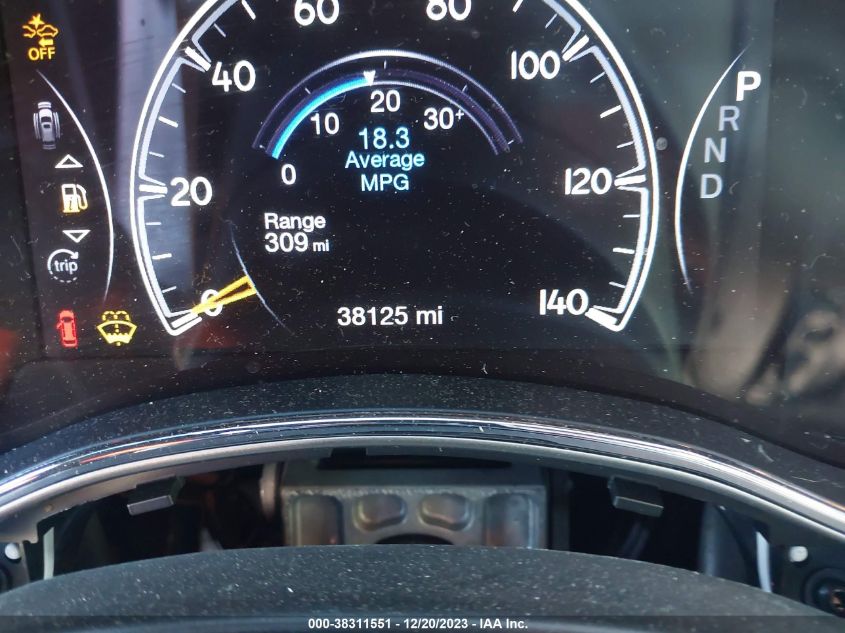 60 80
OFF
40 100
P
20
10 30+
R
18.3
N
Average
MPG
0
20 120
D
Range
309 mi
trip
0
38125 mi
140
000-38311551 - 12/20/2023 - IAA Inc.